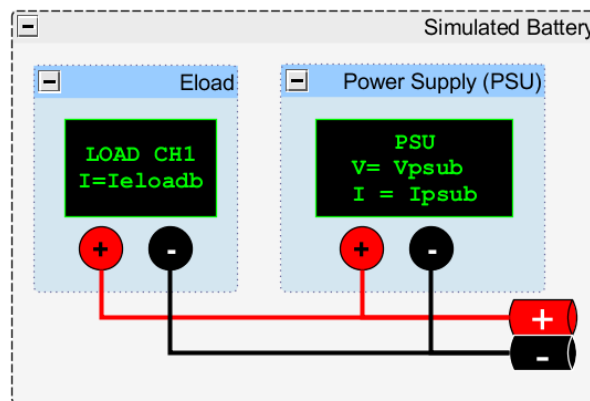 Simulated Battery
Eload
Power Supply (PSU)
LOAD CH1
I=Ieloadb
PSU
V= Vpsub
I = Ipsub
+
-
+
-
+
-